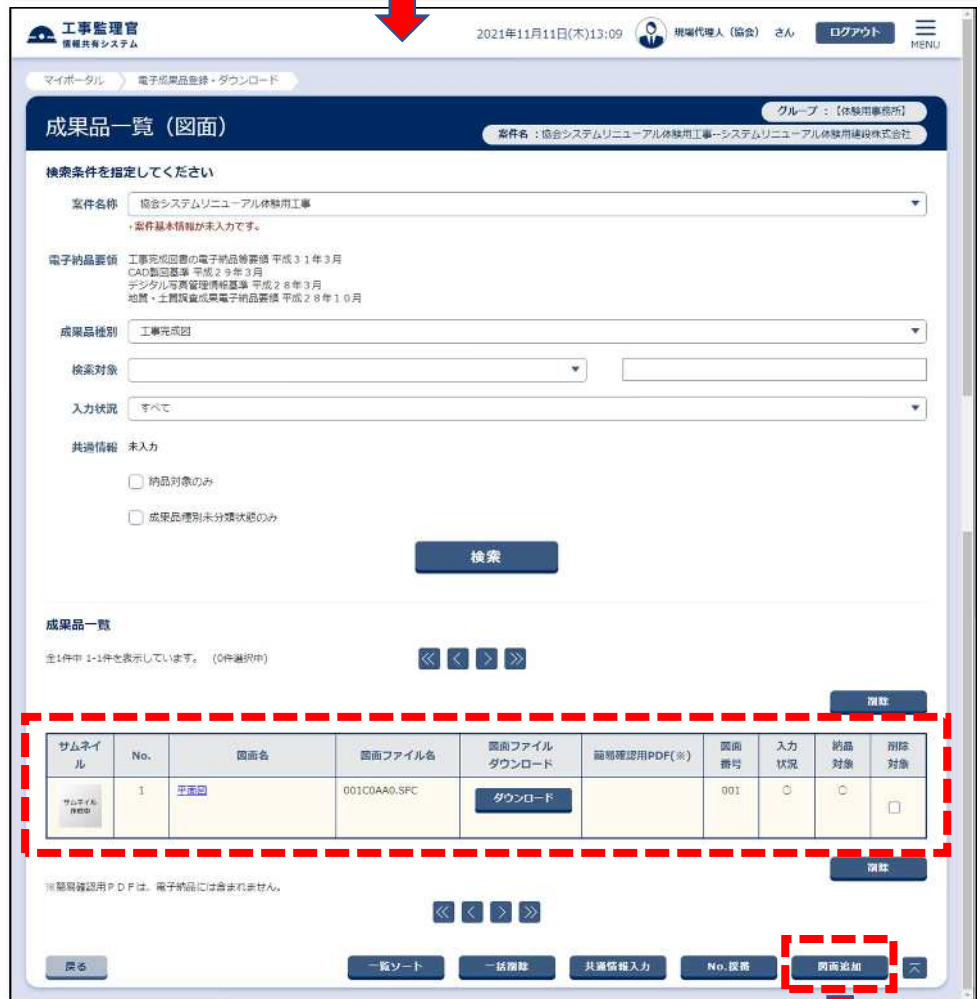 工事監理官
情報共有システム
2021年11月11日(木)13:09
現場代理人（協会） さん
ログアウト
MENU
マイポータル
電子成果品登録・ダウンロード
成果品一覧（図面）
グループ ：【体験用事務所】
案件名 ：協会システムリニューアル体験用工事--システムリニューアル体験用建設株式会社
検索条件を指定してください
案件名称
協会システムリニューアル体験用工事
・案件基本情報が未入力です。
電子納品要領
工事完成図書の電子納品等要領 平成３１年３月
CAD製図基準 平成２９年３月
デジタル写真管理情報基準 平成２８年３月
地質・土質調査成果電子納品要領 平成２８年１０月
成果品種別
工事完成図
検索対象
入力状況
すべて
共通情報
未入力
納品対象のみ
成果品種別未分類状態のみ
検索
成果品一覧
全1件中 1-1件を表示しています。 (0件選択中)
削除
サムネイル
No.
図面名
図面ファイル名
図面ファイルダウンロード
簡易確認用PDF(※)
図面番号
入力状況
納品対象
削除対象
サムネイル
作成中
1
平面図
001C0AA0.SFC
ダウンロード
001
○
○
削除
※簡易確認用ＰＤＦは、電子納品には含まれません。
戻る
一覧ソート
一括削除
共通情報入力
No.採番
図面追加